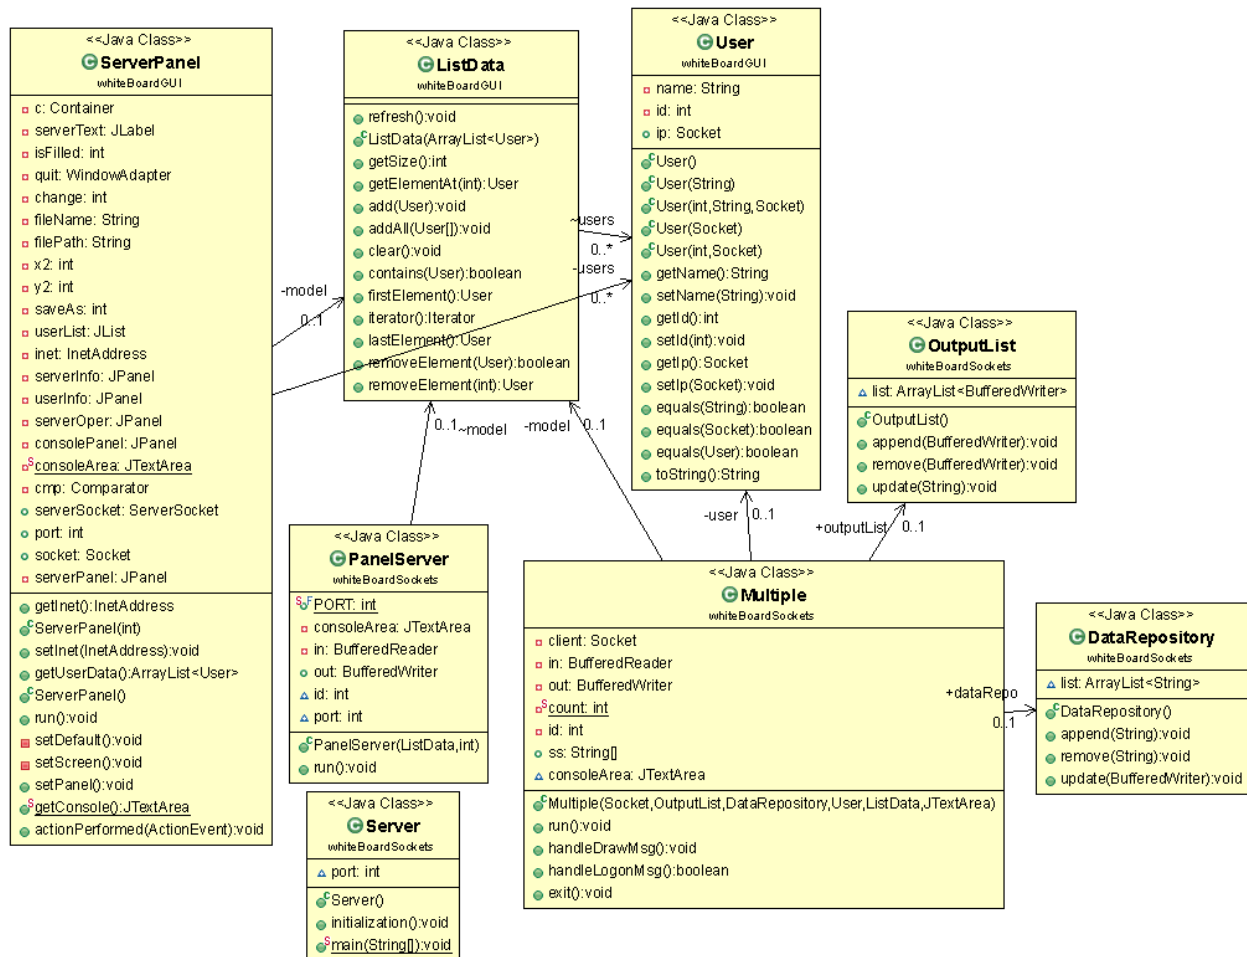 <<Java Class>>
ServerPanel
whiteBoardGUI
c: Container
serverText: JLabel
isFilled: int
quit: WindowAdapter
change: int
fileName: String
filePath: String
x2: int
y2: int
saveAs: int
userList: JList
inet: InetAddress
serverInfo: JPanel
userInfo: JPanel
serverOper: JPanel
consolePanel: JPanel
consoleArea: JTextArea
cmp: Comparator
serverSocket: ServerSocket
port: int
socket: Socket
serverPanel: JPanel
getInet():InetAddress
ServerPanel(int)
setInet(InetAddress):void
getUserData():ArrayList<User>
ServerPanel()
run():void
setDefault():void
setScreen():void
setPanel():void
getConsole():JTextArea
actionPerformed(ActionEvent):void
-model
0..1
<<Java Class>>
ListData
whiteBoardGUI
refresh():void
ListData(ArrayList<User>)
getSize():int
getElementAt(int):User
add(User):void
addAll(User[]):void
clear():void
contains(User):boolean
firstElement():User
iterator():Iterator
lastElement():User
removeElement(User):boolean
removeElement(int):User
~users
0..*
-users
0..*
<<Java Class>>
User
whiteBoardGUI
name: String
id: int
ip: Socket
User()
User(String)
User(int,String,Socket)
User(Socket)
User(int,Socket)
getName():String
setName(String):void
getId():int
setId(int):void
getIp():Socket
setIp(Socket):void
equals(String):boolean
equals(Socket):boolean
equals(User):boolean
toString():String
<<Java Class>>
OutputList
whiteBoardSockets
list: ArrayList<BufferedWriter>
OutputList()
append(BufferedWriter):void
remove(BufferedWriter):void
update(String):void
0..1
~model
-model
0..1
-user
0..1
+outputList
0..1
<<Java Class>>
PanelServer
whiteBoardSockets
PORT: int
consoleArea: JTextArea
in: BufferedReader
out: BufferedWriter
id: int
port: int
PanelServer(ListData,int)
run():void
<<Java Class>>
Multiple
whiteBoardSockets
client: Socket
in: BufferedReader
out: BufferedWriter
count: int
id: int
ss: String[]
consoleArea: JTextArea
Multiple(Socket,OutputList,DataRepository,User,ListData,JTextArea)
run():void
handleDrawMsg():void
handleLogonMsg():boolean
exit():void
+dataRepo
0..1
<<Java Class>>
DataRepository
whiteBoardSockets
list: ArrayList<String>
DataRepository()
append(String):void
remove(String):void
update(BufferedWriter):void
<<Java Class>>
Server
whiteBoardSockets
port: int
Server()
initialization():void
main(String[]):void